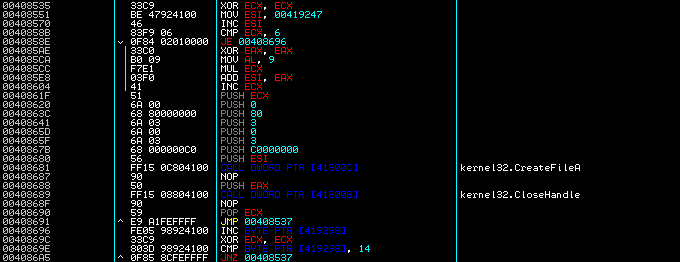 00408535 33C9 XOR ECX, ECX
00408551 BE 47924100 MOV ESI, 00419247
00408570 46 INC ESI
00408588 83F9 06 CMP ECX, 6
0040858E 0F84 02010000 JE 00408696
004085AE 33C0 XOR EAX, EAX
004085CA B0 09 MOV AL, 9
004085CC F7E1 MUL ECX
004085E8 03F0 ADD ESI, EAX
00408604 41 INC ECX
0040861F 51 PUSH ECX
00408620 6A 00 PUSH 0
0040863C 68 80000000 PUSH 80
00408641 6A 03 PUSH 3
0040865D 6A 00 PUSH 0
0040865F 6A 03 PUSH 3
0040867B 68 000000C0 PUSH C0000000
00408680 56 PUSH ESI
00408681 FF15 0C804100 CALL DWORD PTR [41800C] kernel32.CreateFileA
00408687 90 NOP
00408688 50 PUSH EAX
00408689 FF15 08804100 CALL DWORD PTR [418008] kernel32.CloseHandle
0040868F 90 NOP
00408690 59 POP ECX
00408691 ^ E9 A1FEFFFF JMP 00408537
00408696 FE05 98924100 INC BYTE PTR [419298]
0040869C 33C9 XOR ECX, ECX
0040869E 803D 98924100, 14 CMP BYTE PTR [419298], 14
004086A5 ^ 0F85 8CFEFFFF JNZ 00408537